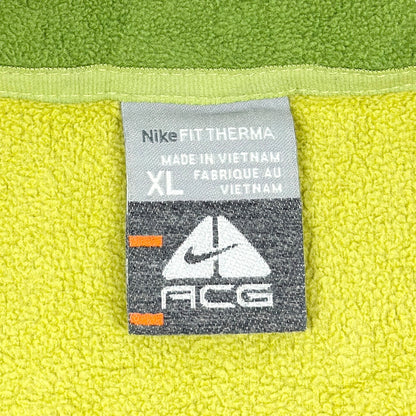 NikeFIT THERMA
MADE IN VIETNAM
XL FABRIQUE AU
VIETNAM
ACG